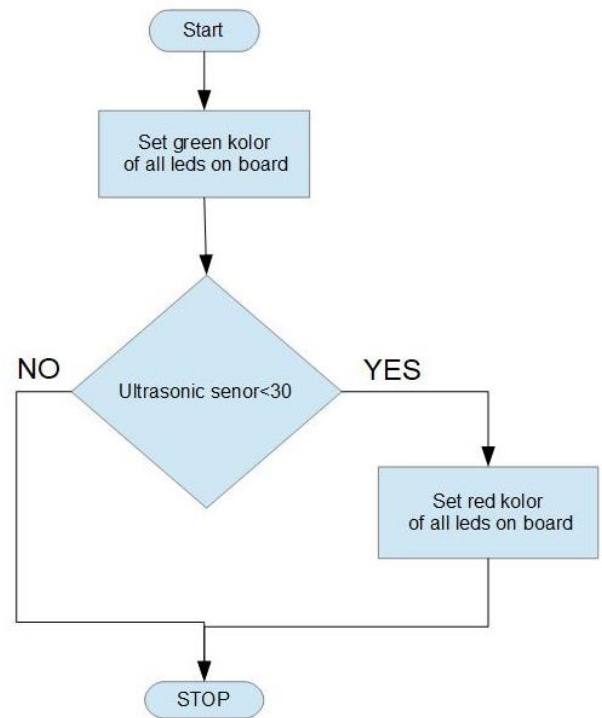 Start
Set green kolor
of all leds on board
NO
YES
Ultrasonic senor<30
Set red kolor
of all leds on board
STOP